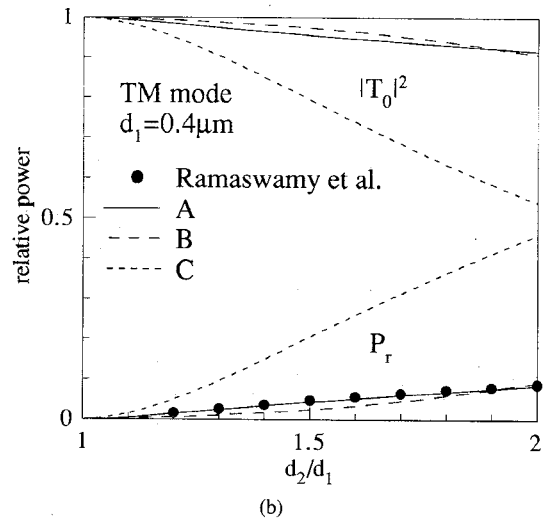 1
|T₀|²
TM mode
d₁=0.4μm
Ramaswamy et al.
A
0.5
B
C
relative power
Pᵣ
0
1
1.5
2
d₂/d₁
(b)